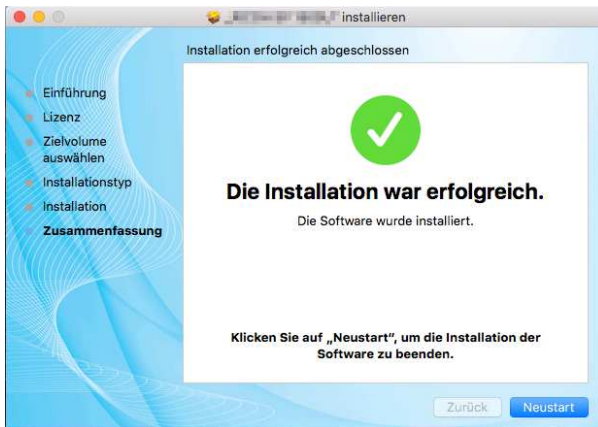 installieren
Installation erfolgreich abgeschlossen
Einführung
Lizenz
Zielvolume
auswählen
Installationstyp
Installation
Zusammenfassung
Die Installation war erfolgreich.
Die Software wurde installiert.
Klicken Sie auf „Neustart“, um die Installation der
Software zu beenden.
Zurück
Neustart